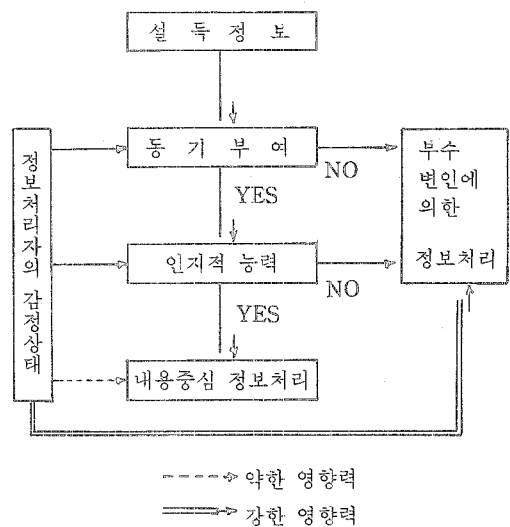 설 득 정 보
정보처리자의 감정상태
동 기 부 여
NO
YES
부수
변인에
의한
정보처리
인지적 능력
NO
YES
내용중심 정보처리
약한 영향력
강한 영향력